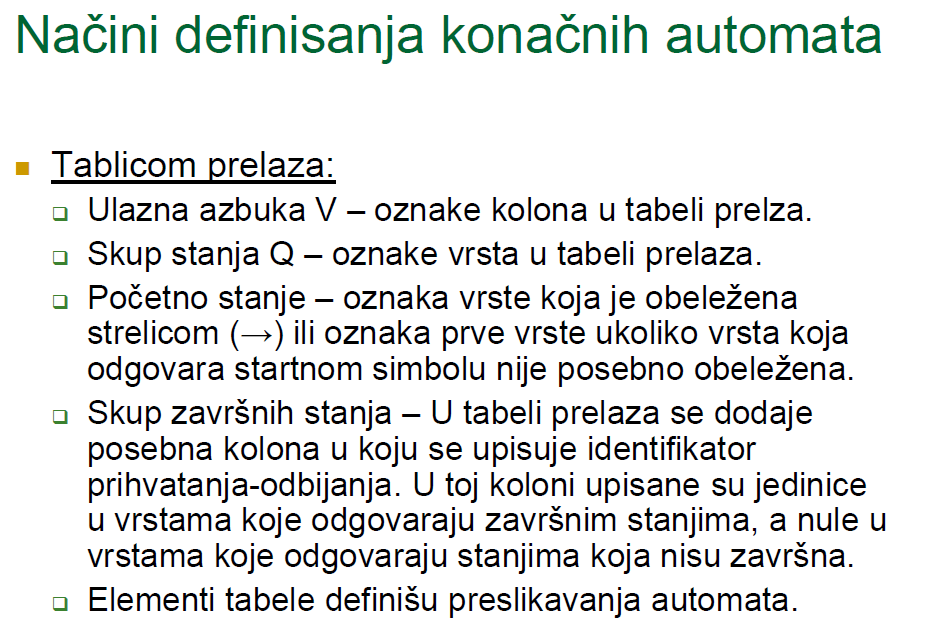 Načini definisanja konačnih automata
Tablicom prelaza:
Ulazna azbuka V – oznake kolona u tabeli prelza.
Skup stanja Q – oznake vrsta u tabeli prelaza.
Početno stanje – oznaka vrste koja je obeležena
strelicom (→) ili oznaka prve vrste ukoliko vrsta koja
odgovara startnom simbolu nije posebno obeležena.
Skup završnih stanja – U tabeli prelaza se dodaje
posebna kolona u koju se upisuje identifikator
prihvatanja-odbijanja. U toj koloni upisane su jedinice
u vrstama koje odgovaraju završnim stanjima, a nule u
vrstama koje odgovaraju stanjima koja nisu završna.
Elementi tabele definišu preslikavanja automata.